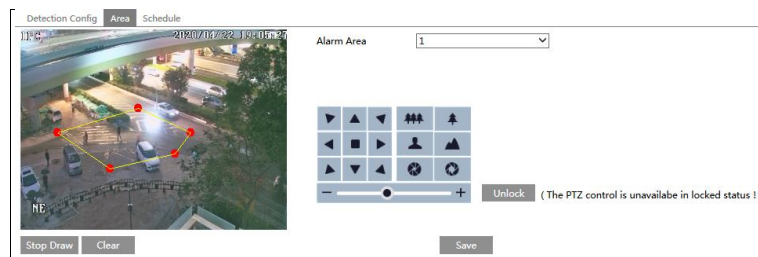 Detection Config Area Schedule
IPC 2020/04/22 19:05:27
Alarm Area 1
NE
Unlock (The PTZ control is unavailabe in locked status !
Stop Draw Clear Save